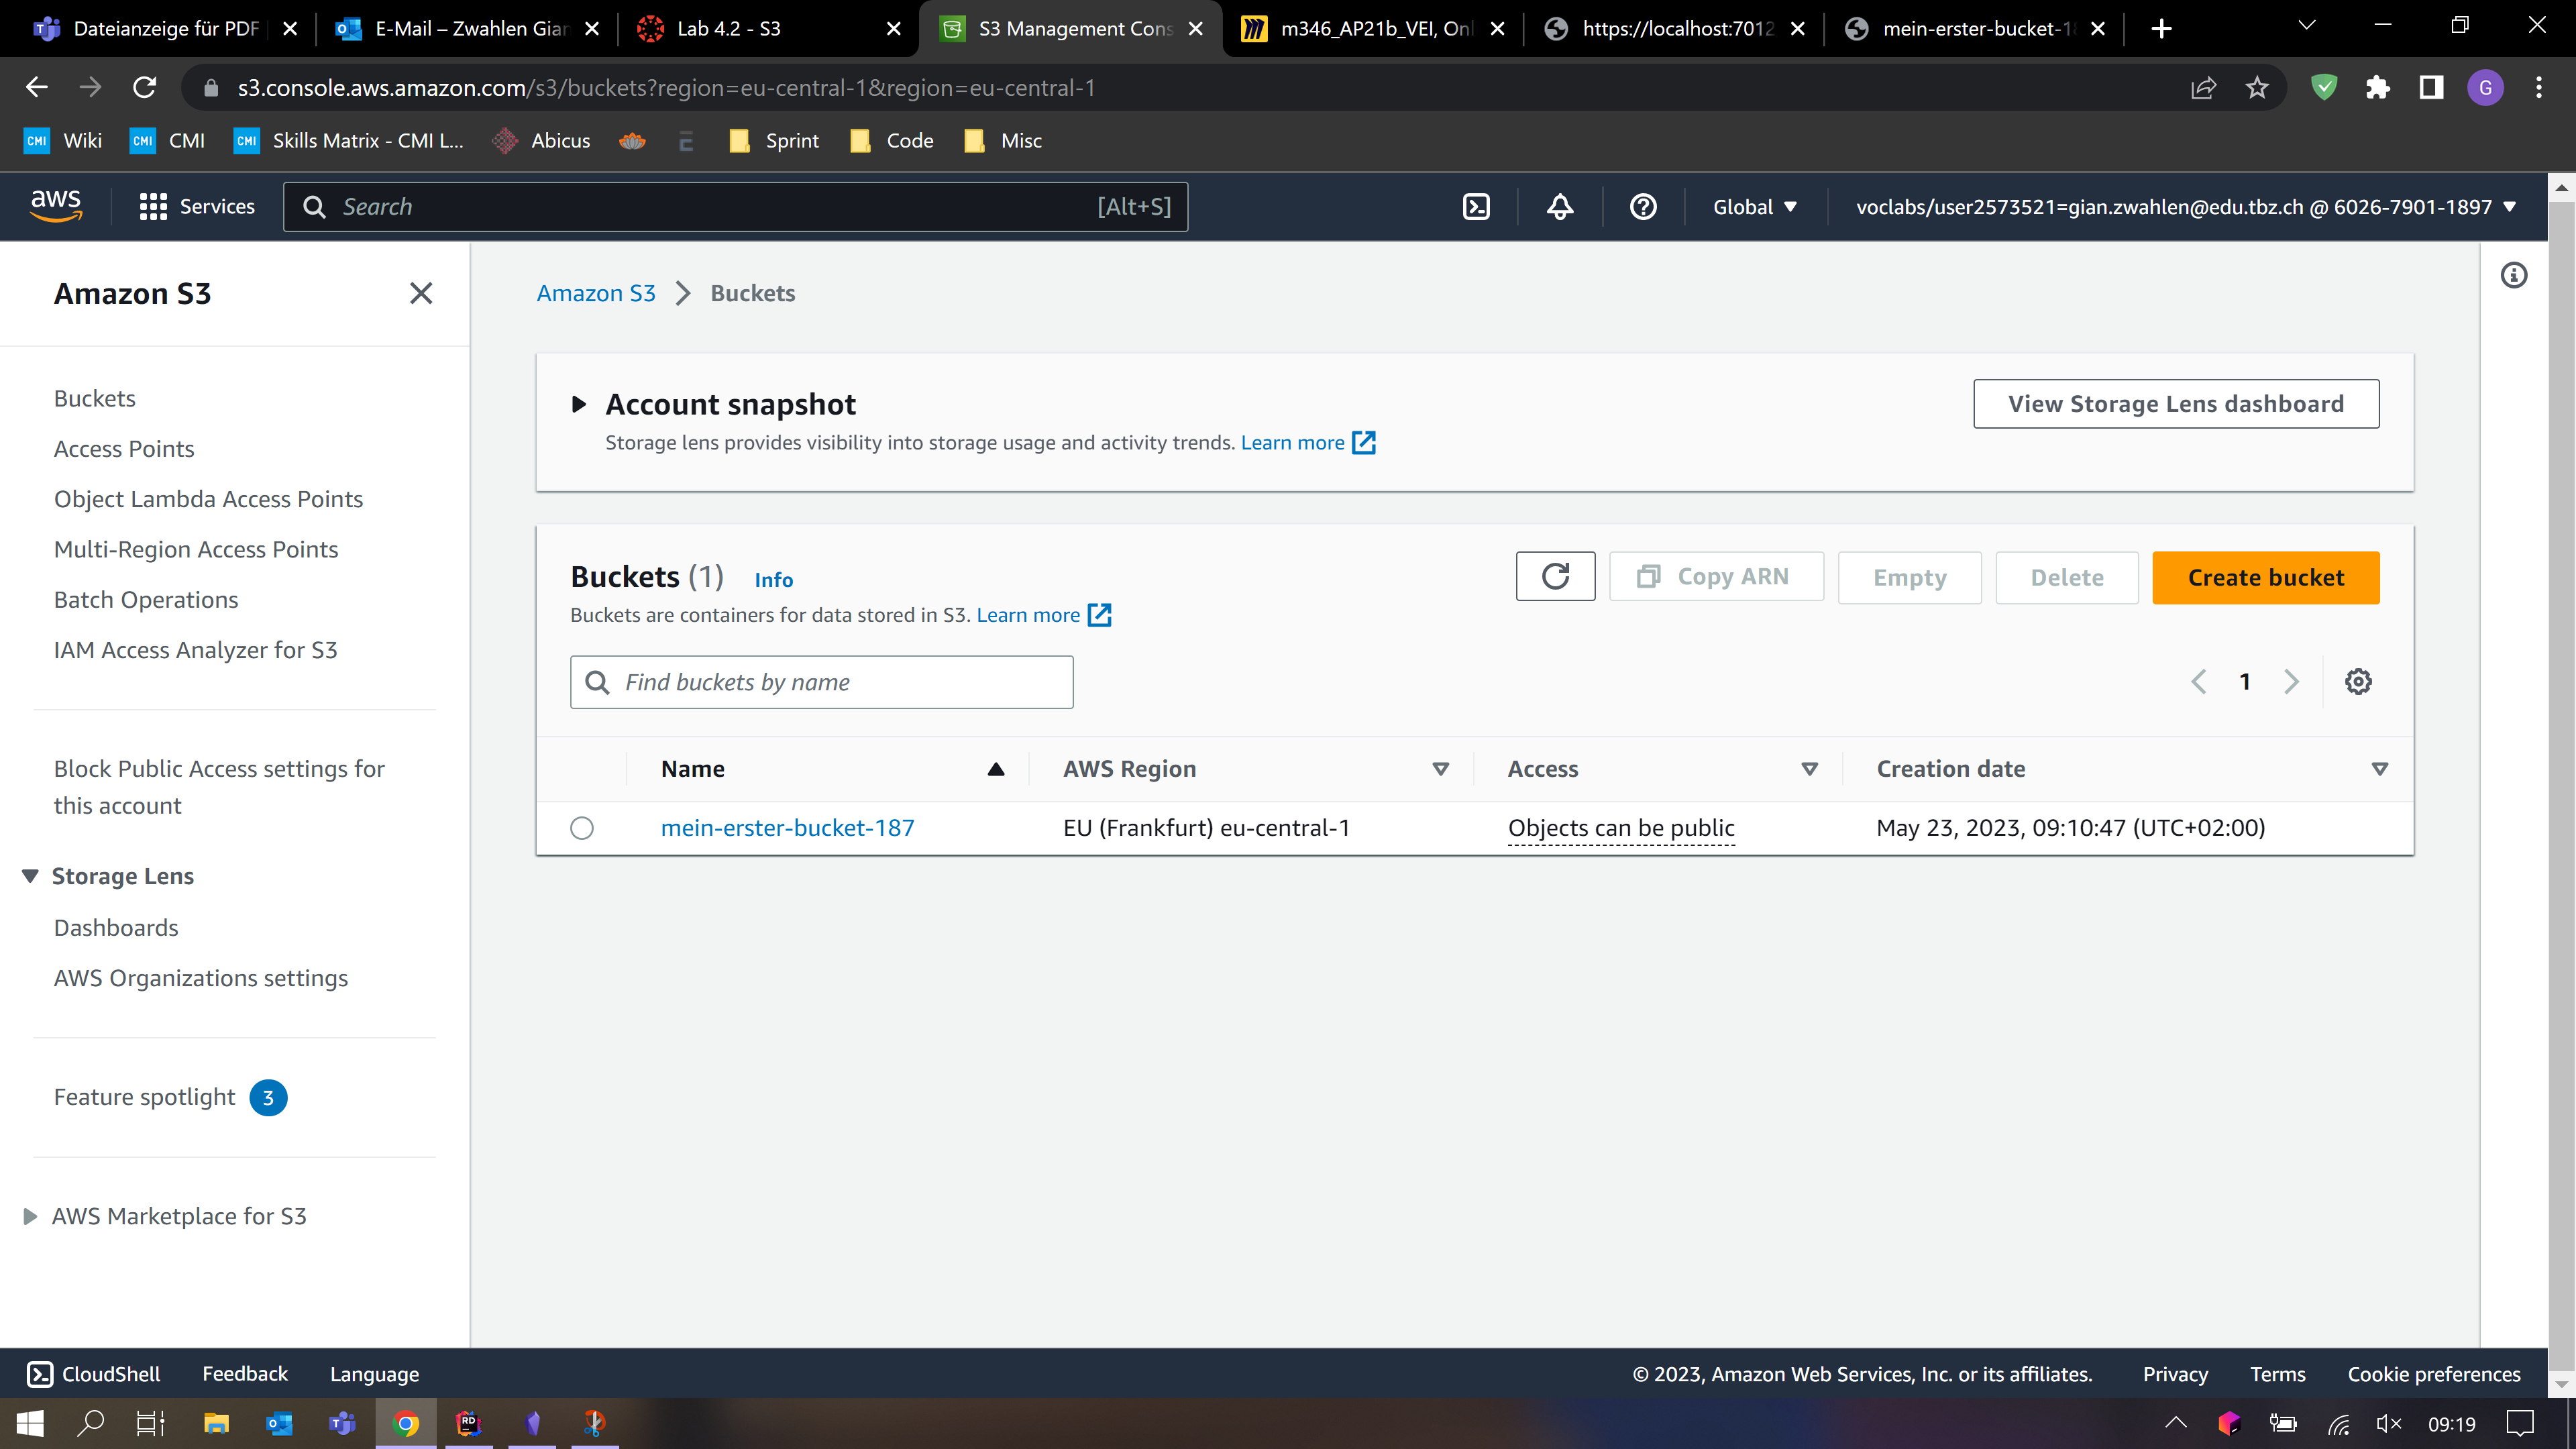 Dateianzeige für PDF
E-Mail – Zwahlen Gian
Lab 4.2 - S3
S3 Management Cons
m346_AP21b_VEI, Onl
https://localhost:7012
mein-erster-bucket-18
s3.console.aws.amazon.com/s3/buckets?region=eu-central-1&region=eu-central-1
G
CMI Wiki
CMI CMI
CMI Skills Matrix - CMI L...
Abicus
Sprint
Code
Misc
aws
Services
Search
[Alt+S]
Global
voclabs/user2573521=gian.zwahlen@edu.tbz.ch @ 6026-7901-1897
Amazon S3
Buckets
Access Points
Object Lambda Access Points
Multi-Region Access Points
Batch Operations
IAM Access Analyzer for S3
Block Public Access settings for
this account
Storage Lens
Dashboards
AWS Organizations settings
Feature spotlight 3
AWS Marketplace for S3
Amazon S3 > Buckets
Account snapshot
Storage lens provides visibility into storage usage and activity trends. Learn more
View Storage Lens dashboard
Buckets (1) Info
Buckets are containers for data stored in S3. Learn more
Copy ARN
Empty
Delete
Create bucket
Find buckets by name
1
Name AWS Region Access Creation date
mein-erster-bucket-187 EU (Frankfurt) eu-central-1 Objects can be public May 23, 2023, 09:10:47 (UTC+02:00)
CloudShell Feedback Language
© 2023, Amazon Web Services, Inc. or its affiliates. Privacy Terms Cookie preferences
RD
09:19